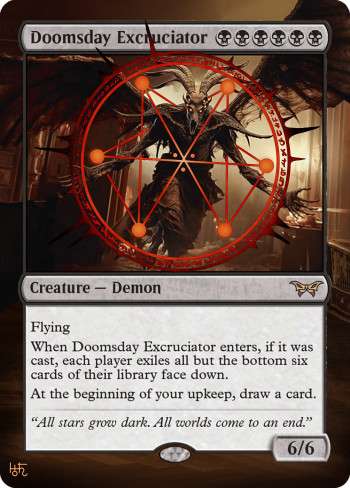 Doomsday Excruciator
Creature — Demon
Flying
When Doomsday Excruciator enters, if it was
cast, each player exiles all but the bottom six
cards of their library face down.
At the beginning of your upkeep, draw a card.
“All stars grow dark. All worlds come to an end.”
6/6